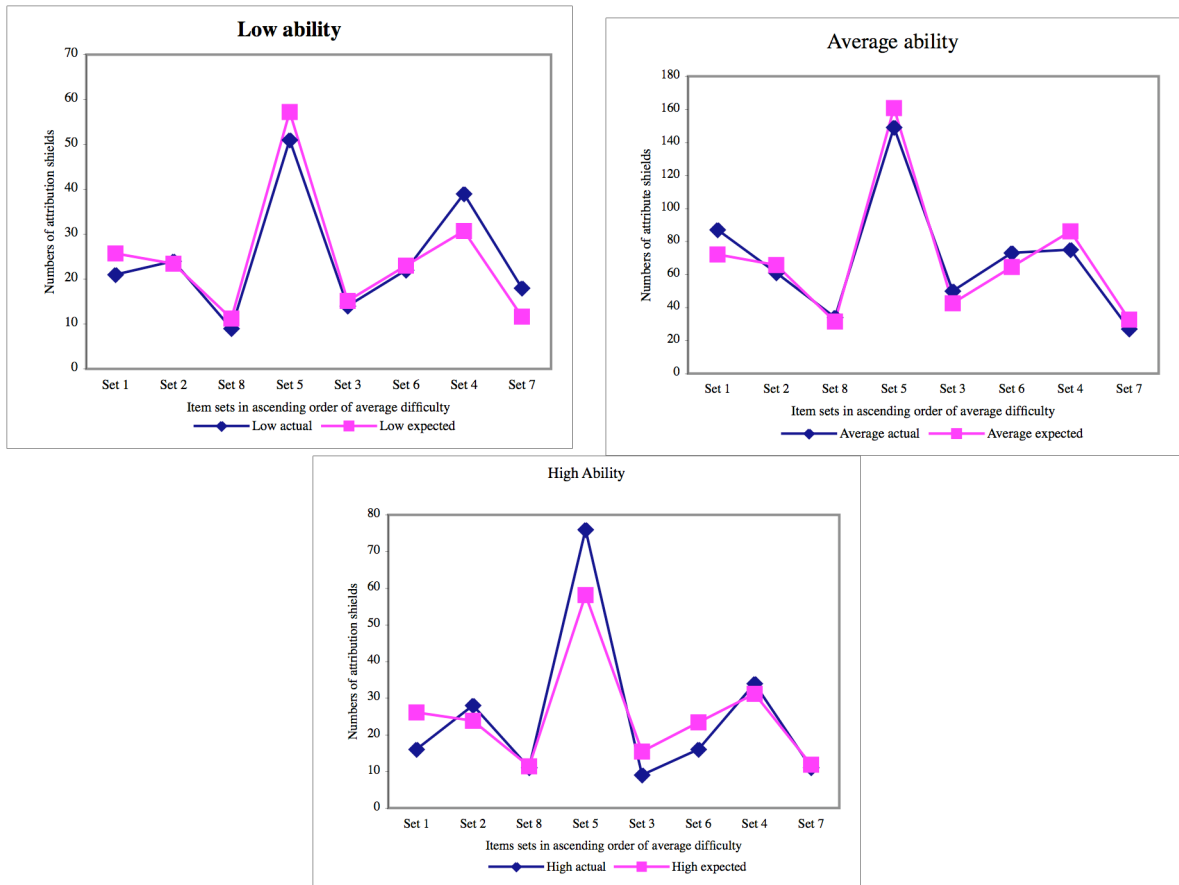 Low ability
70
60
50
40
30
20
10
0
Numbers of attribution shields
Set 1 Set 2 Set 8 Set 5 Set 3 Set 6 Set 4 Set 7
Item sets in ascending order of average difficulty
Low actual Low expected
Average ability
180
160
140
120
100
80
60
40
20
0
Numbers of attribute shields
Set 1 Set 2 Set 8 Set 5 Set 3 Set 6 Set 4 Set 7
Item sets in ascending order of average difficulty
Average actual Average expected
High Ability
80
70
60
50
40
30
20
10
0
Numbers of attribution shields
Set 1 Set 2 Set 8 Set 5 Set 3 Set 6 Set 4 Set 7
Items sets in ascending order of average difficulty
High actual High expected